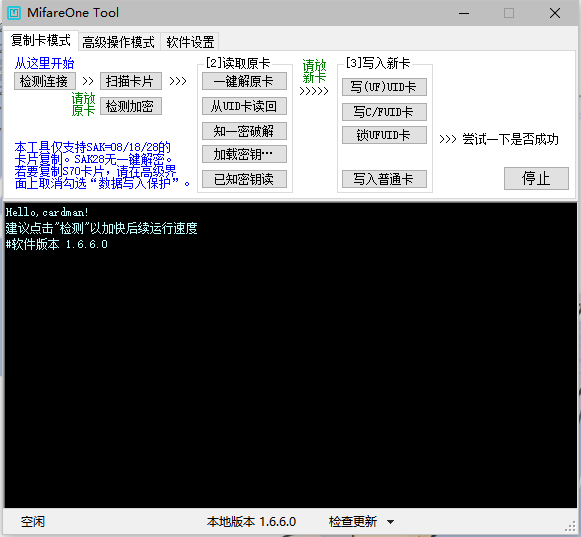 MifareOne Tool
复制卡模式 高级操作模式 软件设置
从这里开始
检测连接 >> 扫描卡片 >>>
请放
原卡
检测加密
本工具仅支持SAK=08/18/28的
卡片复制。SAK28无一键解密。
若要复制S70卡片，请在高级界
面上取消勾选“数据写入保护”。
[2]读取原卡
一键解原卡
从UID卡读回
知一密破解
加载密钥…
已知密钥读
请放
新卡
>>>>>
[3]写入新卡
写(UF)UID卡
写C/FUID卡
锁UFUID卡
写入普通卡
>>> 尝试一下是否成功
停止
Hello,cardman!
建议点击"检测"以加快后续运行速度
#软件版本 1.6.6.0
空闲 本地版本 1.6.6.0 检查更新